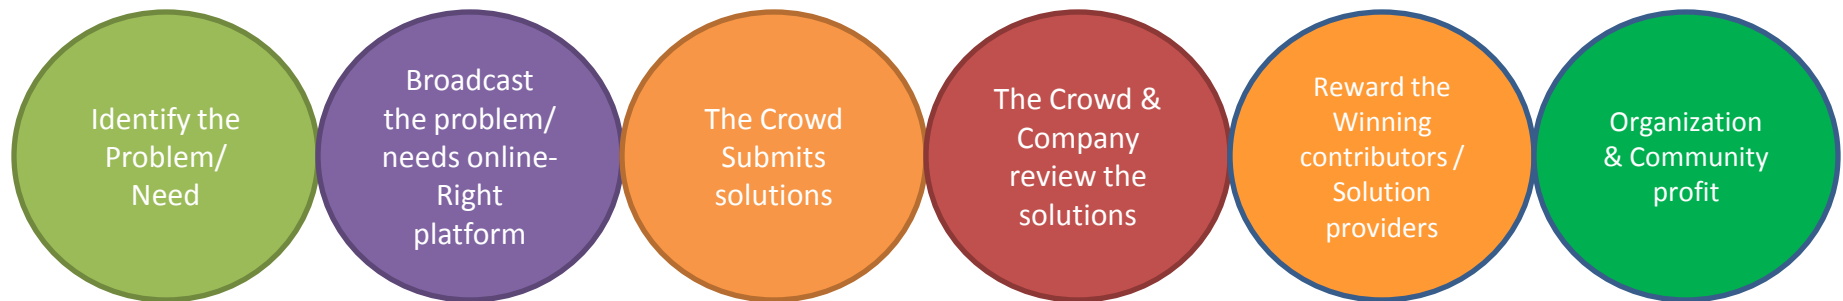 Identify the
Problem/
Need
Broadcast
the problem/
needs online-
Right
platform
The Crowd
Submits
solutions
The Crowd &
Company
review the
solutions
Reward the
Winning
contributors /
Solution
providers
Organization
& Community
profit